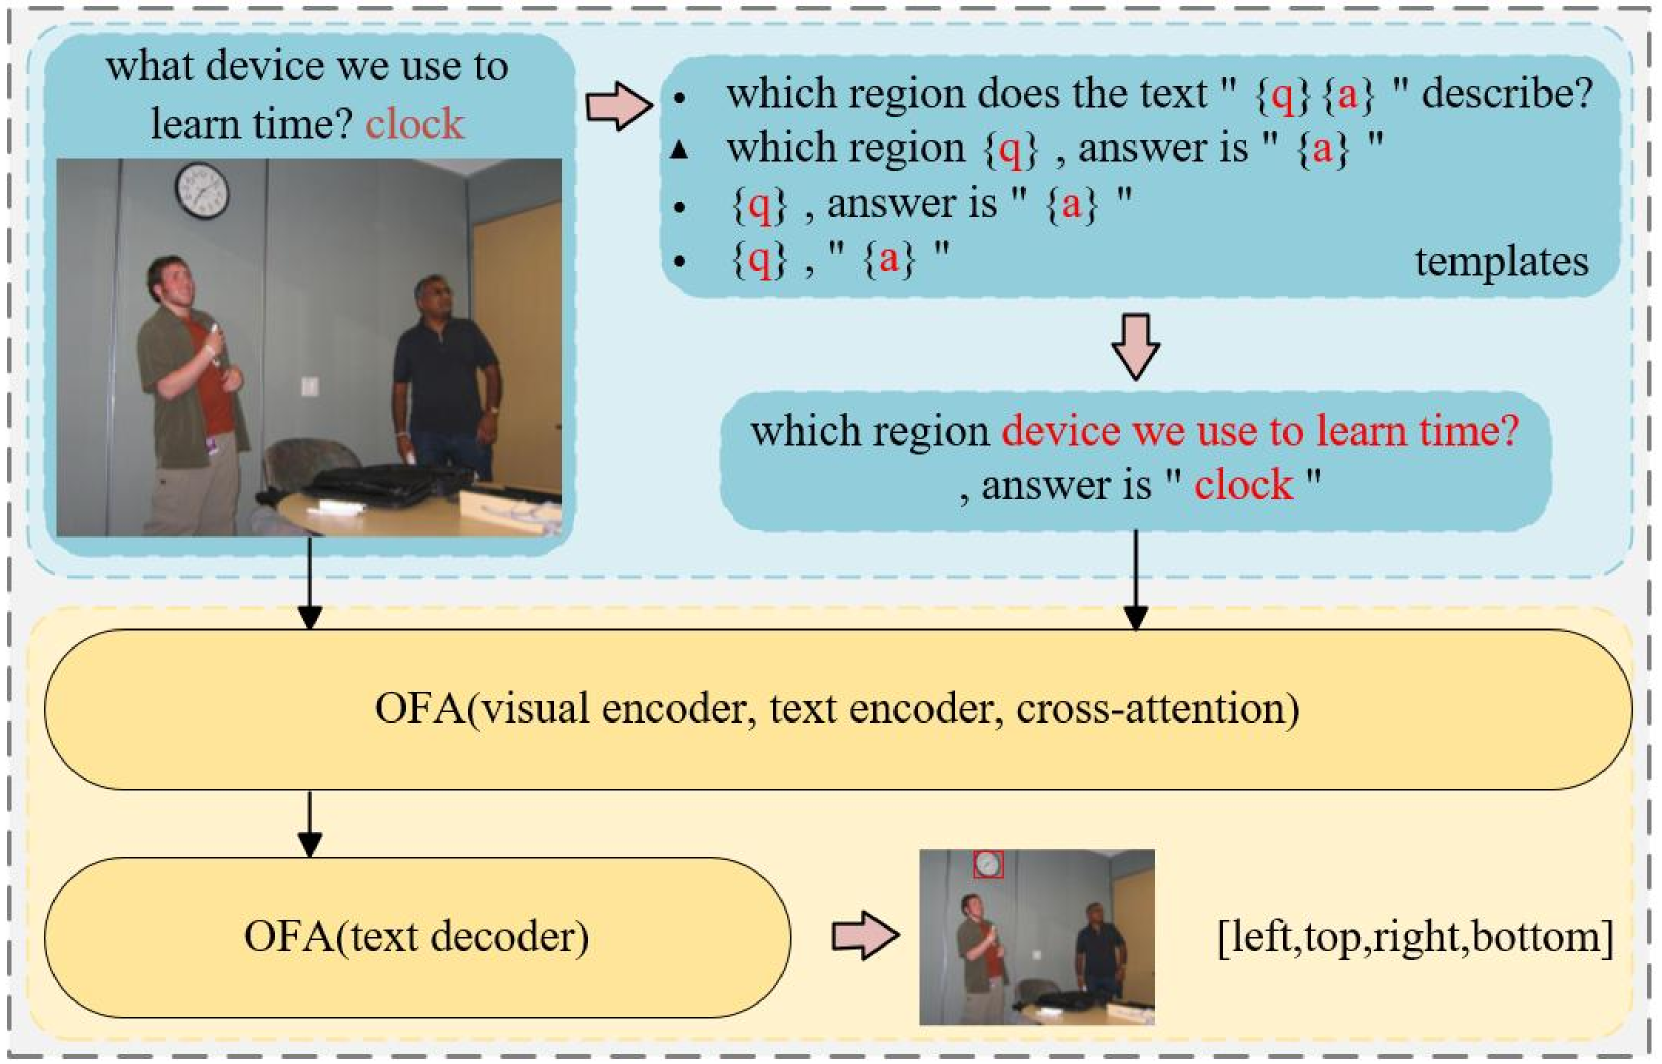 what device we use to
learn time? clock
• which region does the text " {q}{a} " describe?
▲ which region {q} , answer is " {a} "
• {q} , answer is " {a} "
• {q} , " {a} "
templates
which region device we use to learn time?
, answer is " clock "
OFA(visual encoder, text encoder, cross-attention)
OFA(text decoder)
[left,top,right,bottom]